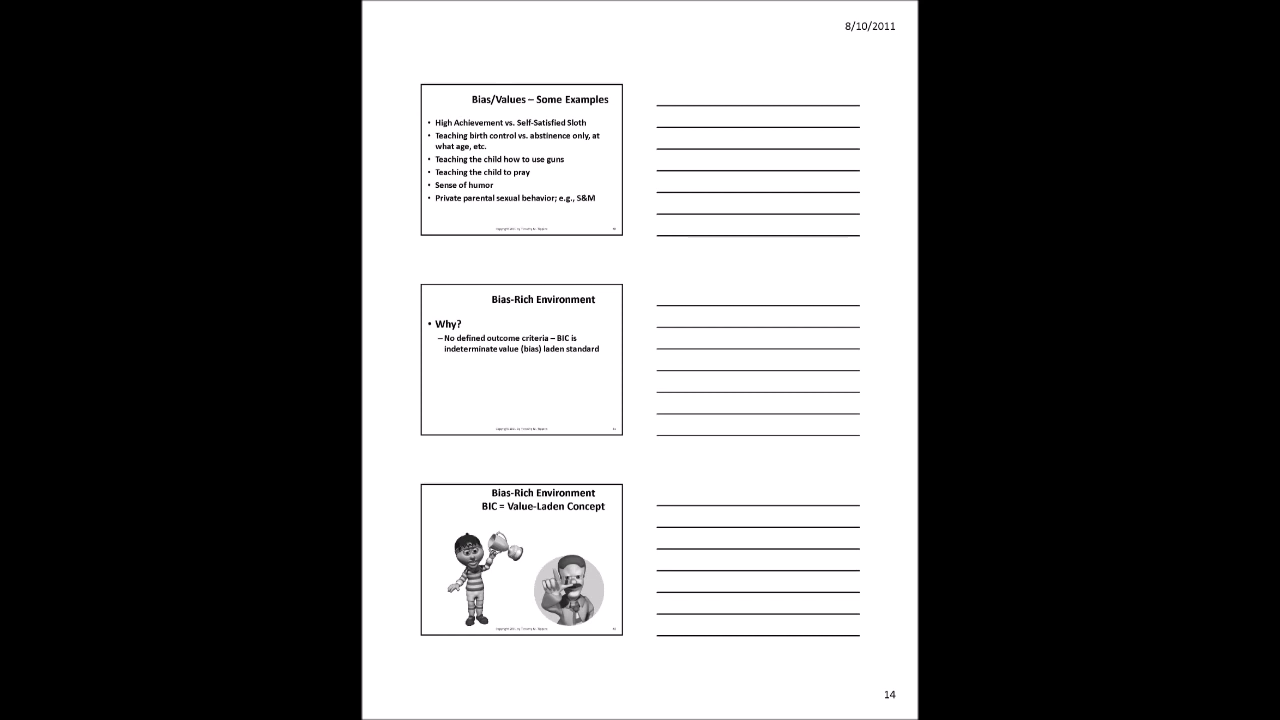 8/10/2011
Bias/Values – Some Examples
• High Achievement vs. Self-Satisfied Sloth
• Teaching birth control vs. abstinence only, at
what age, etc.
• Teaching the child how to use guns
• Teaching the child to pray
• Sense of humor
• Private parental sexual behavior; e.g., S&M
Bias-Rich Environment
• Why?
– No defined outcome criteria – BIC is
indeterminate value (bias) laden standard
Bias-Rich Environment
BIC = Value-Laden Concept
14